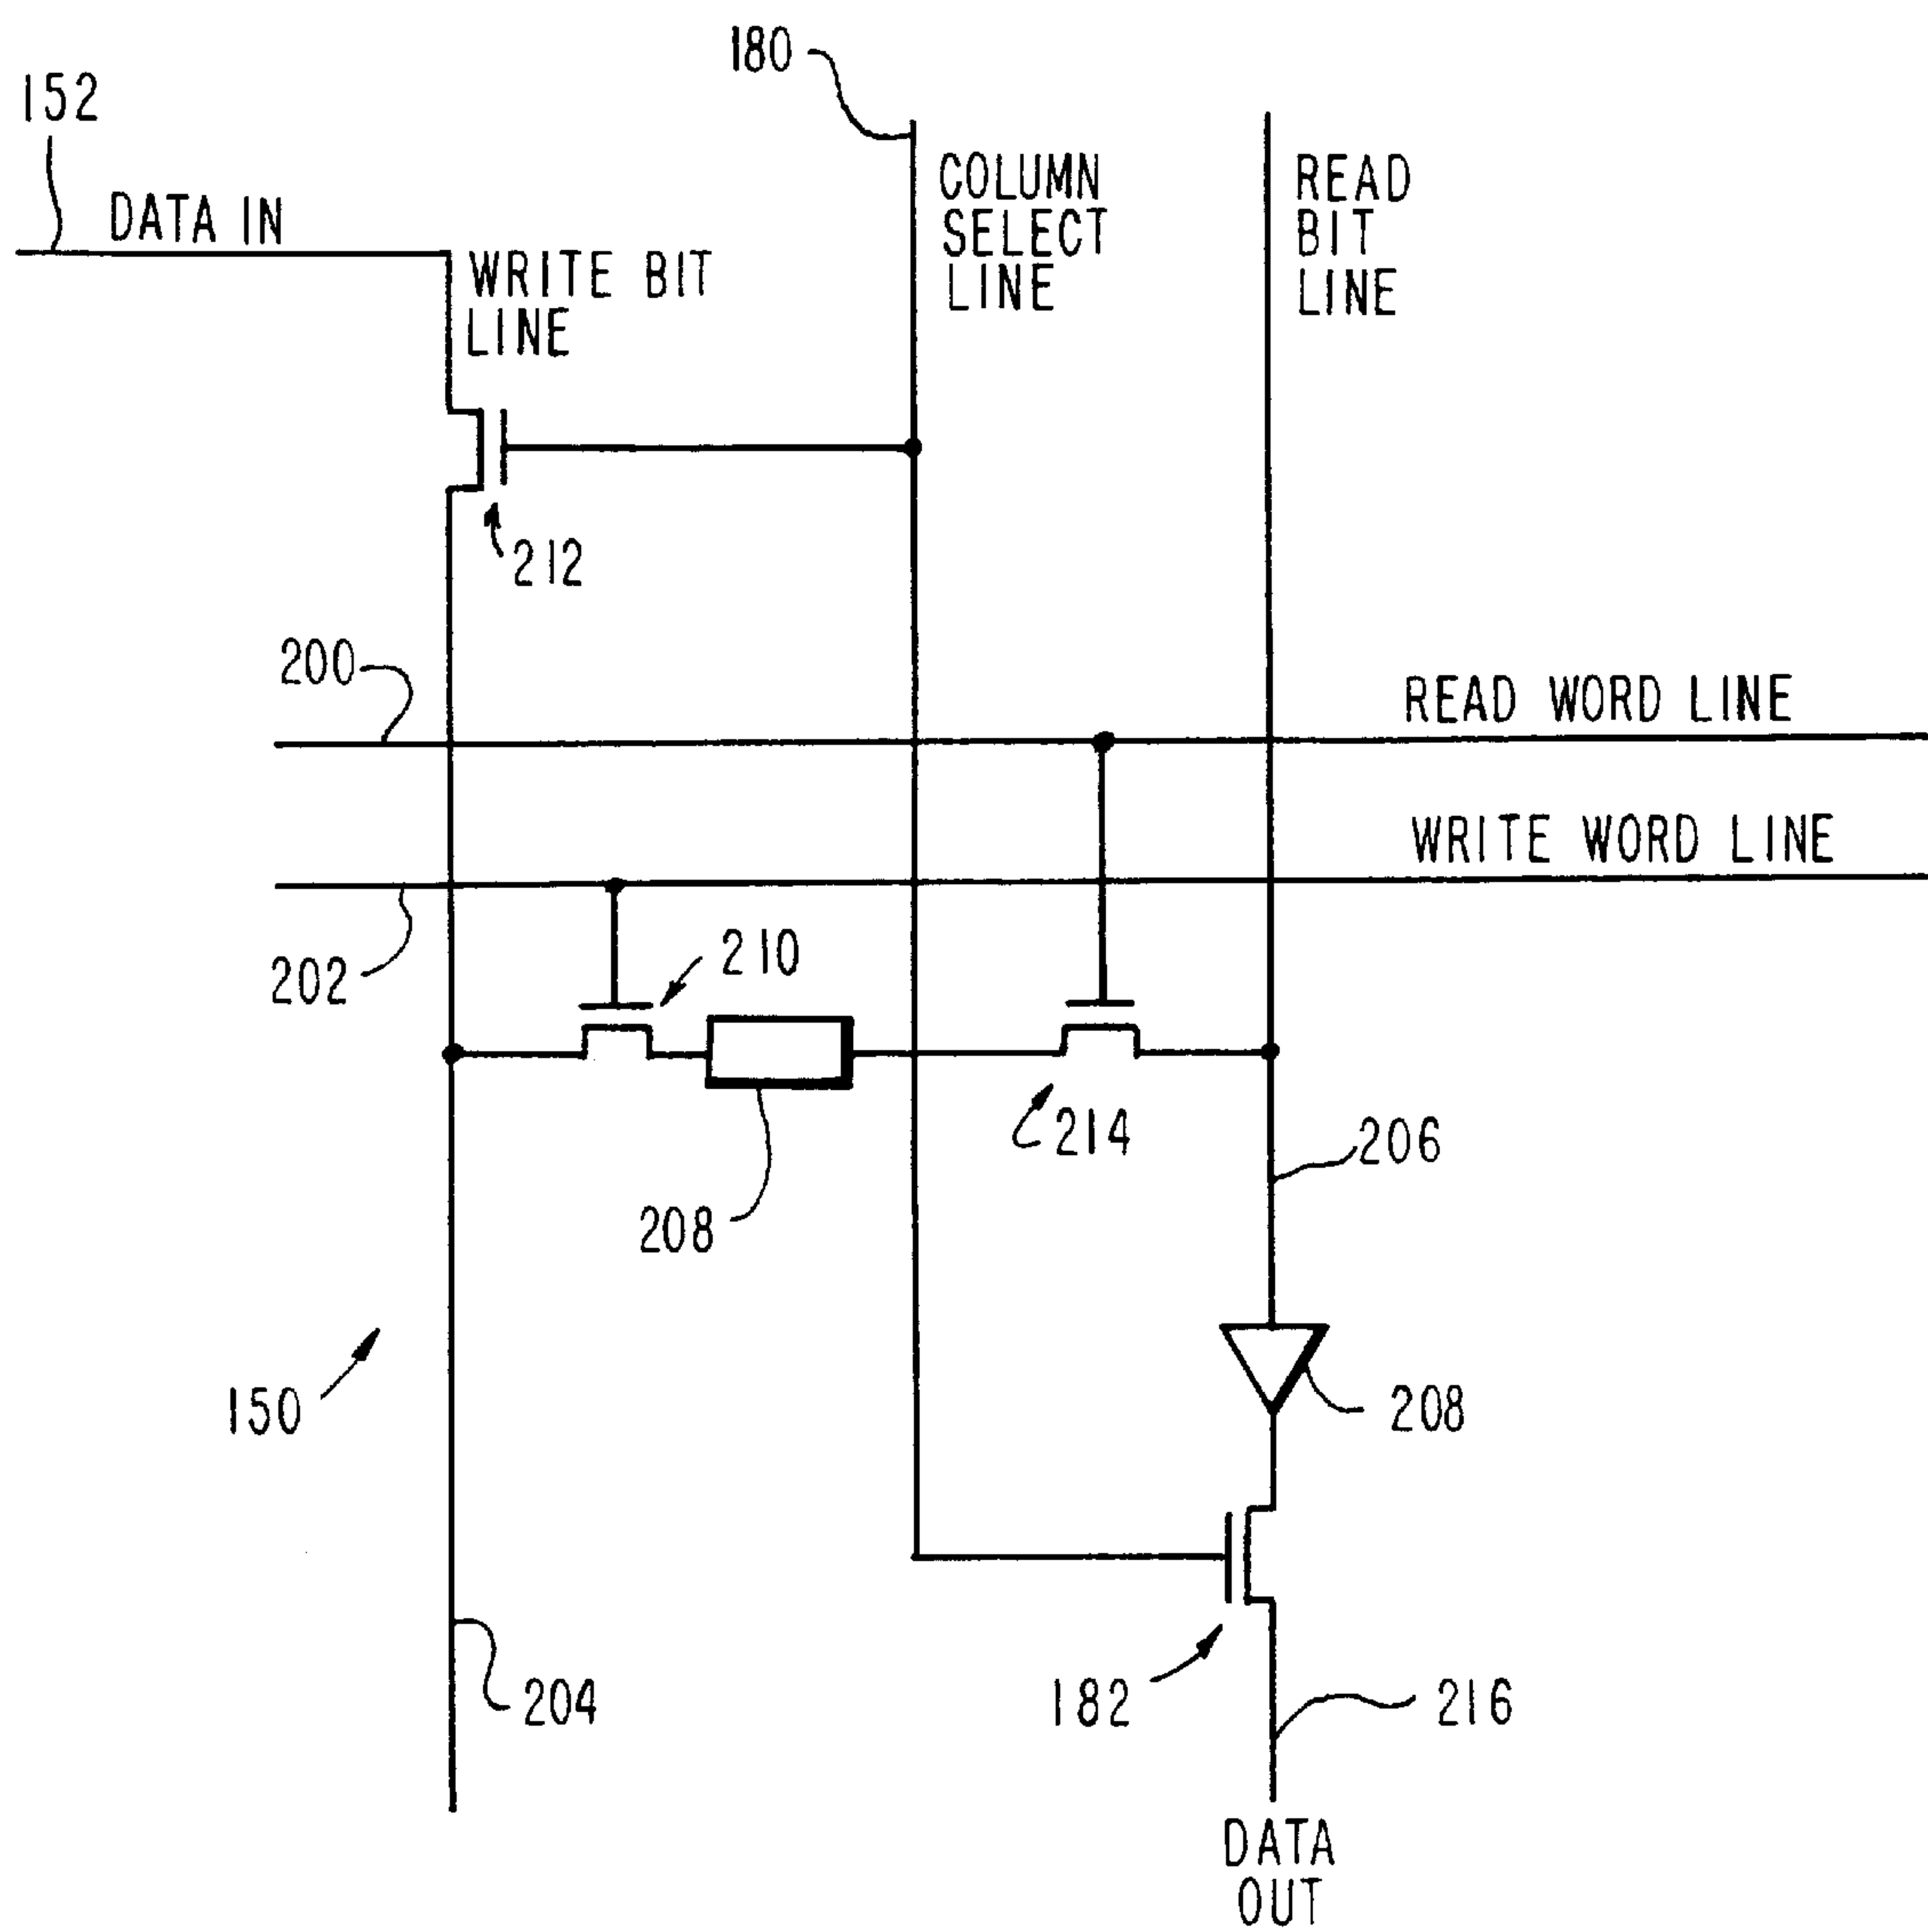 180
152
DATA IN
COLUMN
SELECT
LINE
READ
BIT
LINE
WRITE BIT
LINE
212
200
READ WORD LINE
WRITE WORD LINE
202
210
214
206
208
150
208
204
182
216
DATA
OUT